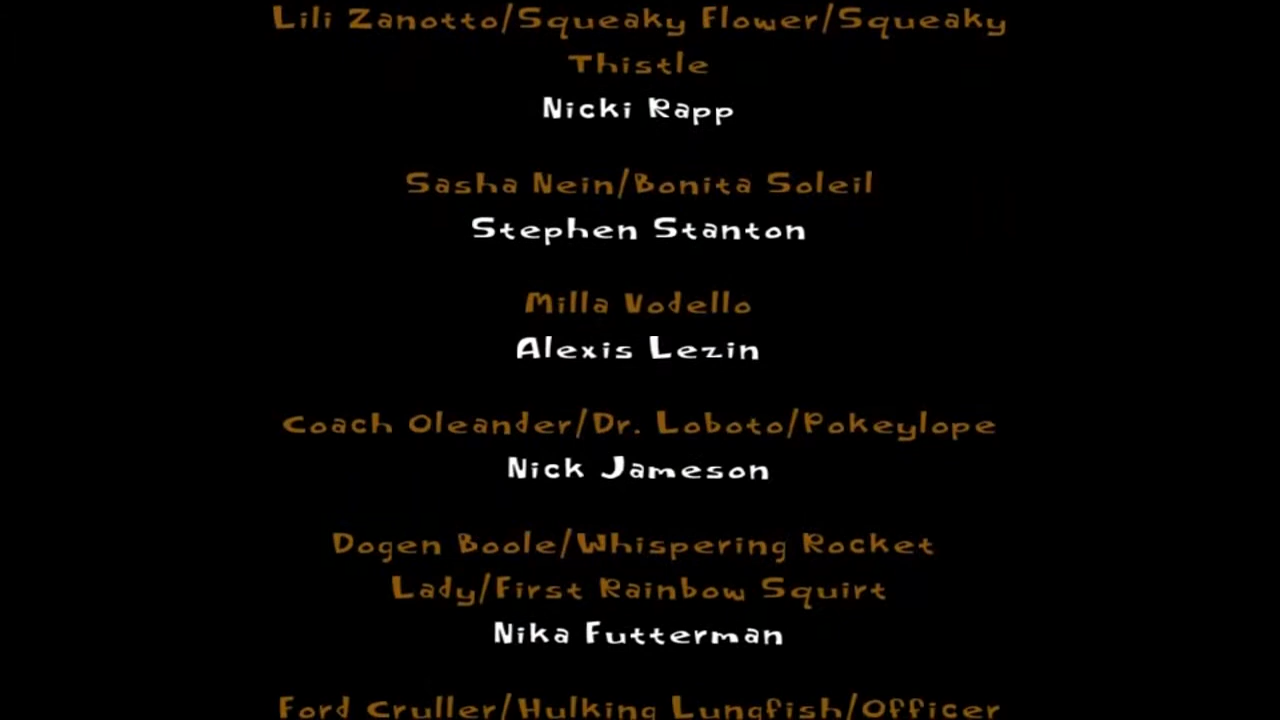 Lili Zanotto/Squeaky Flower/Squeaky
Thistle
Nicki Rapp
Sasha Nein/Bonita Soleil
Stephen Stanton
Milla Vodello
Alexis Lezin
Coach Oleander/Dr. Loboto/Pokeylope
Nick Jameson
Dogen Boole/Whispering Rocket
Lady/First Rainbow Squirt
Nika Futterman
Ford Cruller/Hulking Lungfish/Officer